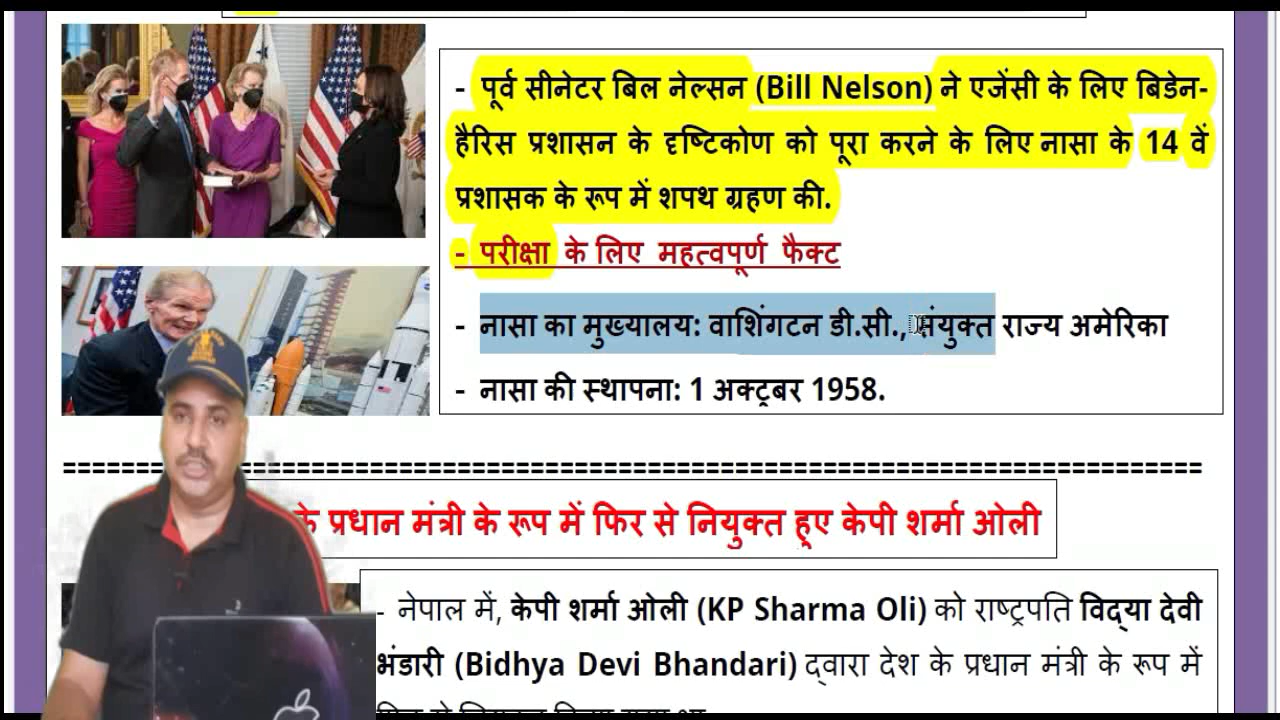 - पूर्व सीनेटर बिल नेल्सन (Bill Nelson) ने एजेंसी के लिए बिडेन-
हैरिस प्रशासन के दृष्टिकोण को पूरा करने के लिए नासा के 14 वें
प्रशासक के रूप में शपथ ग्रहण की.
- परीक्षा के लिए महत्वपूर्ण फैक्ट
- नासा का मुख्यालय: वाशिंगटन डी.सी., संयुक्त राज्य अमेरिका
- नासा की स्थापना: 1 अक्टूबर 1958.
के प्रधान मंत्री के रूप में फिर से नियुक्त हुए केपी शर्मा ओली
- नेपाल में, केपी शर्मा ओली (KP Sharma Oli) को राष्ट्रपति विद्या देवी
भंडारी (Bidhya Devi Bhandari) द्वारा देश के प्रधान मंत्री के रूप में